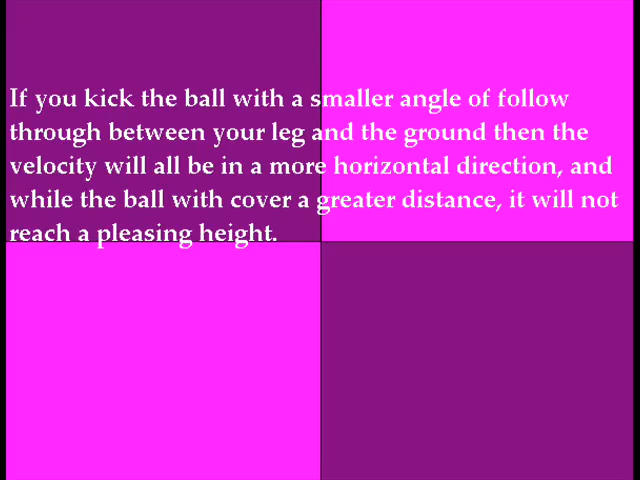 If you kick the ball with a smaller angle of follow
through between your leg and the ground then the
velocity will all be in a more horizontal direction, and
while the ball with cover a greater distance, it will not
reach a pleasing height.